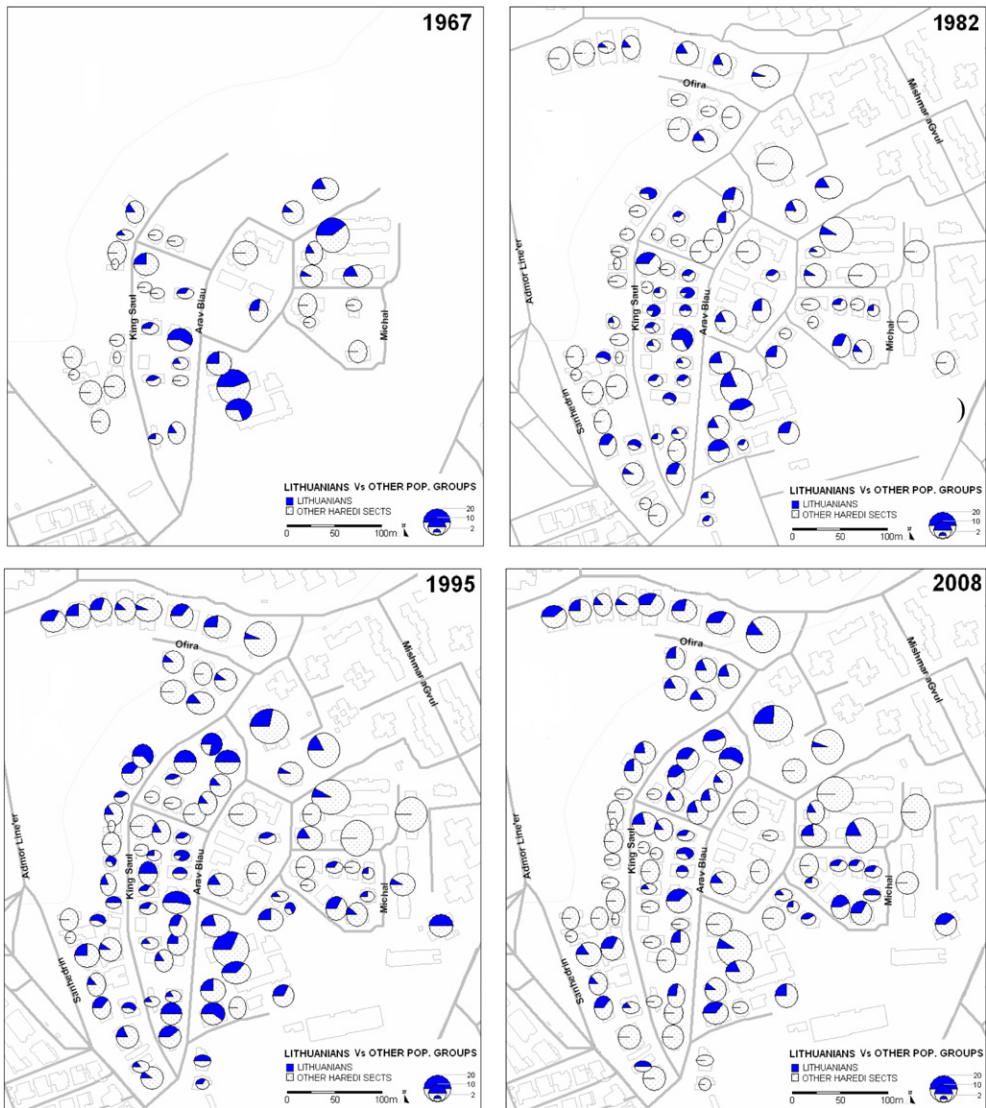 1967
King Saul
Arav Blau
Michal
LITHUANIANS Vs OTHER POP. GROUPS
LITHUANIANS
OTHER HAREDI SECTS
20
10
2
0 50 100m
1982
Ofira
Mishmar aGvul
Admor Line'er
King Saul
Arav Blau
Michal
Sanhedrin
)
LITHUANIANS Vs OTHER POP. GROUPS
LITHUANIANS
OTHER HAREDI SECTS
20
10
2
0 50 100m
1995
Ofira
Mishmar aGvul
Admor Line'er
King Saul
Arav Blau
Michal
Sanhedrin
LITHUANIANS Vs OTHER POP. GROUPS
LITHUANIANS
OTHER HAREDI SECTS
20
10
2
0 50 100m
2008
Ofira
Mishmar aGvul
Admor Line'er
King Saul
Arav Blau
Michal
Sanhedrin
LITHUANIANS Vs OTHER POP. GROUPS
LITHUANIANS
OTHER HAREDI SECTS
20
10
2
0 50 100m